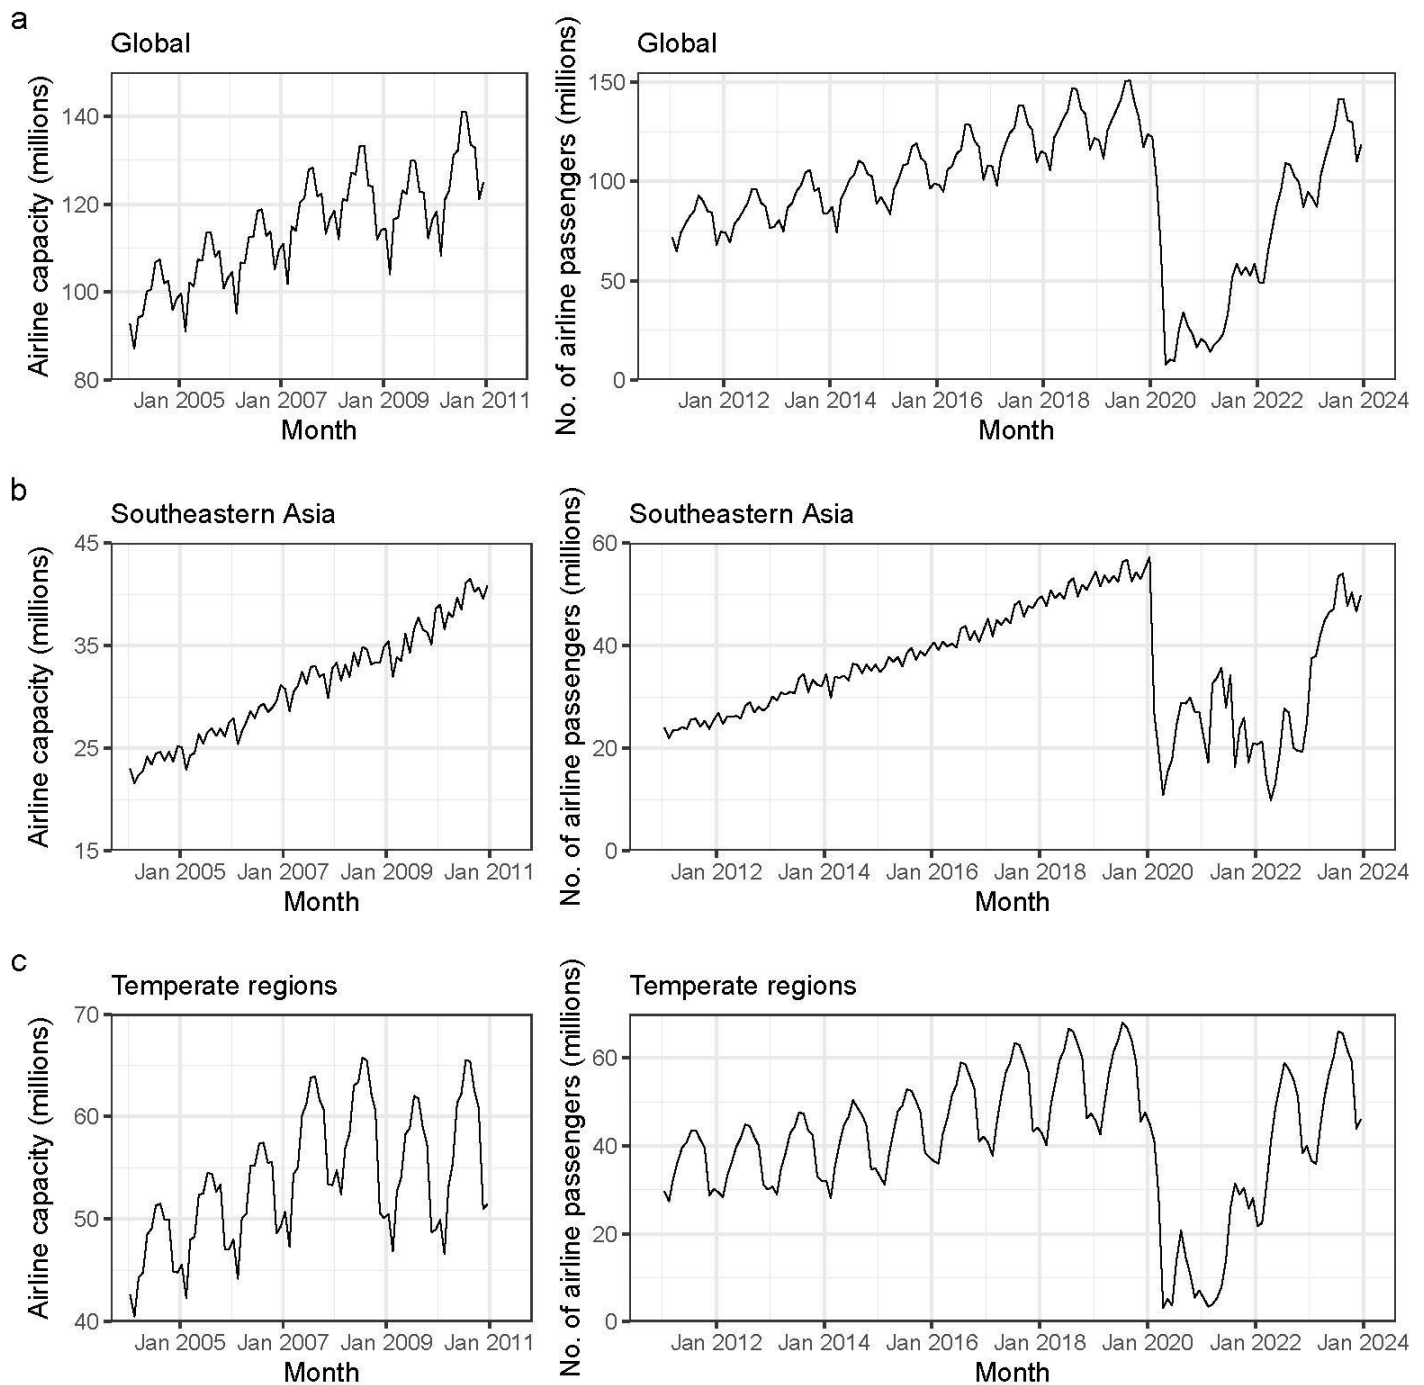 a
Global
Airline capacity (millions)
140
120
100
80
Jan 2005 Jan 2007 Jan 2009 Jan 2011
Month
Global
No. of airline passengers (millions)
150
100
50
0
Jan 2012 Jan 2014 Jan 2016 Jan 2018 Jan 2020 Jan 2022 Jan 2024
Month
b
Southeastern Asia
Airline capacity (millions)
45
35
25
15
Jan 2005 Jan 2007 Jan 2009 Jan 2011
Month
Southeastern Asia
No. of airline passengers (millions)
60
40
20
0
Jan 2012 Jan 2014 Jan 2016 Jan 2018 Jan 2020 Jan 2022 Jan 2024
Month
c
Temperate regions
Airline capacity (millions)
70
60
50
40
Jan 2005 Jan 2007 Jan 2009 Jan 2011
Month
Temperate regions
No. of airline passengers (millions)
60
40
20
0
Jan 2012 Jan 2014 Jan 2016 Jan 2018 Jan 2020 Jan 2022 Jan 2024
Month